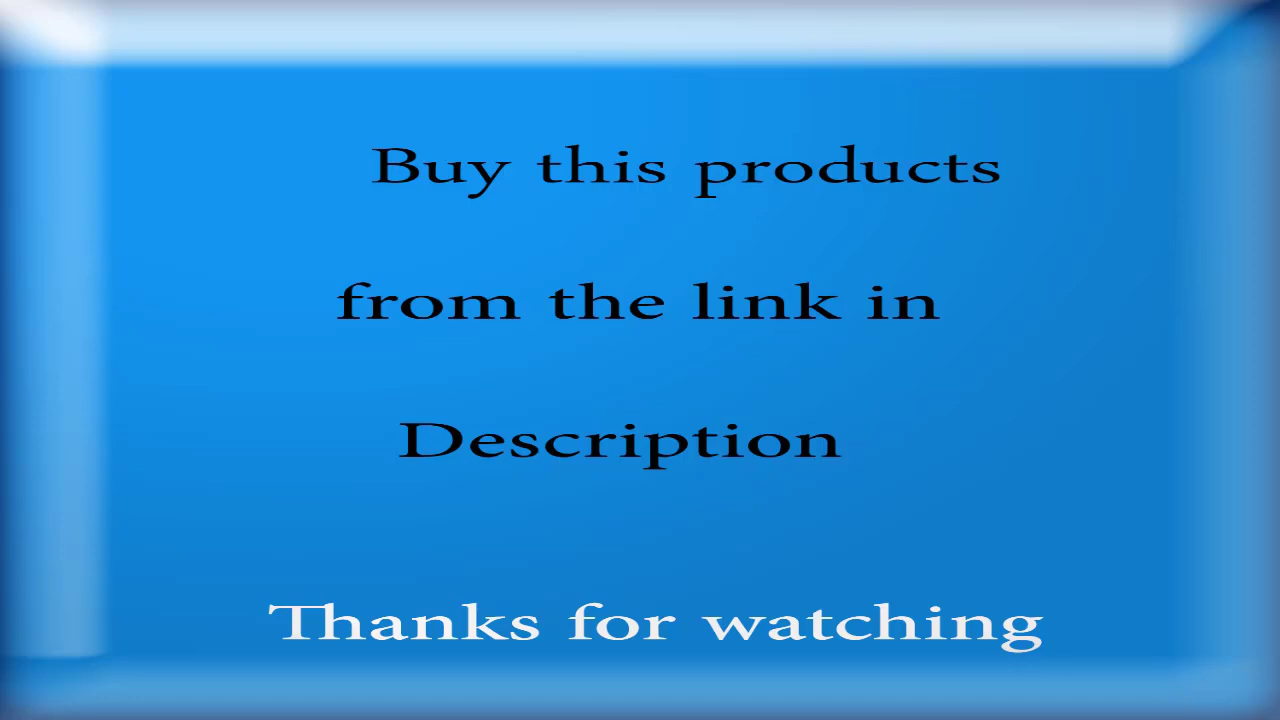 Buy this products
from the link in
Description
Thanks for watching